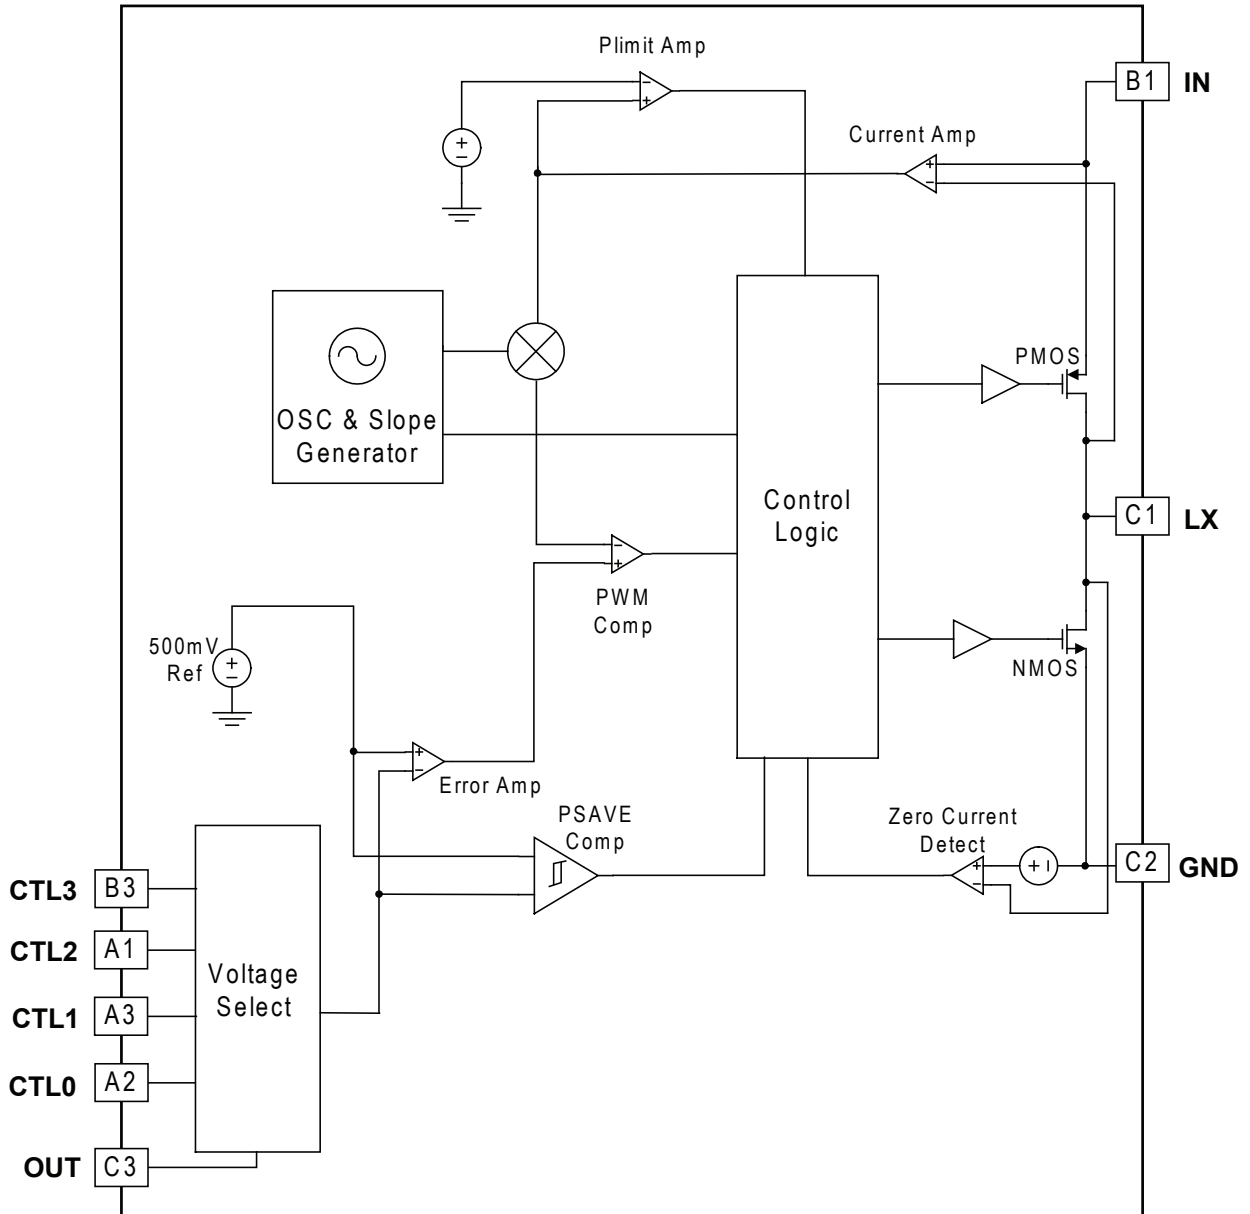 Plimit Amp
B1 IN
Current Amp
+
−
OSC & Slope
Generator
PMOS
Control
Logic
C1 LX
PWM
Comp
500mV
Ref
NMOS
Error Amp
PSAVE
Comp
Zero Current
Detect
C2 GND
CTL3 B3
CTL2 A1
Voltage
Select
CTL1 A3
CTL0 A2
OUT C3